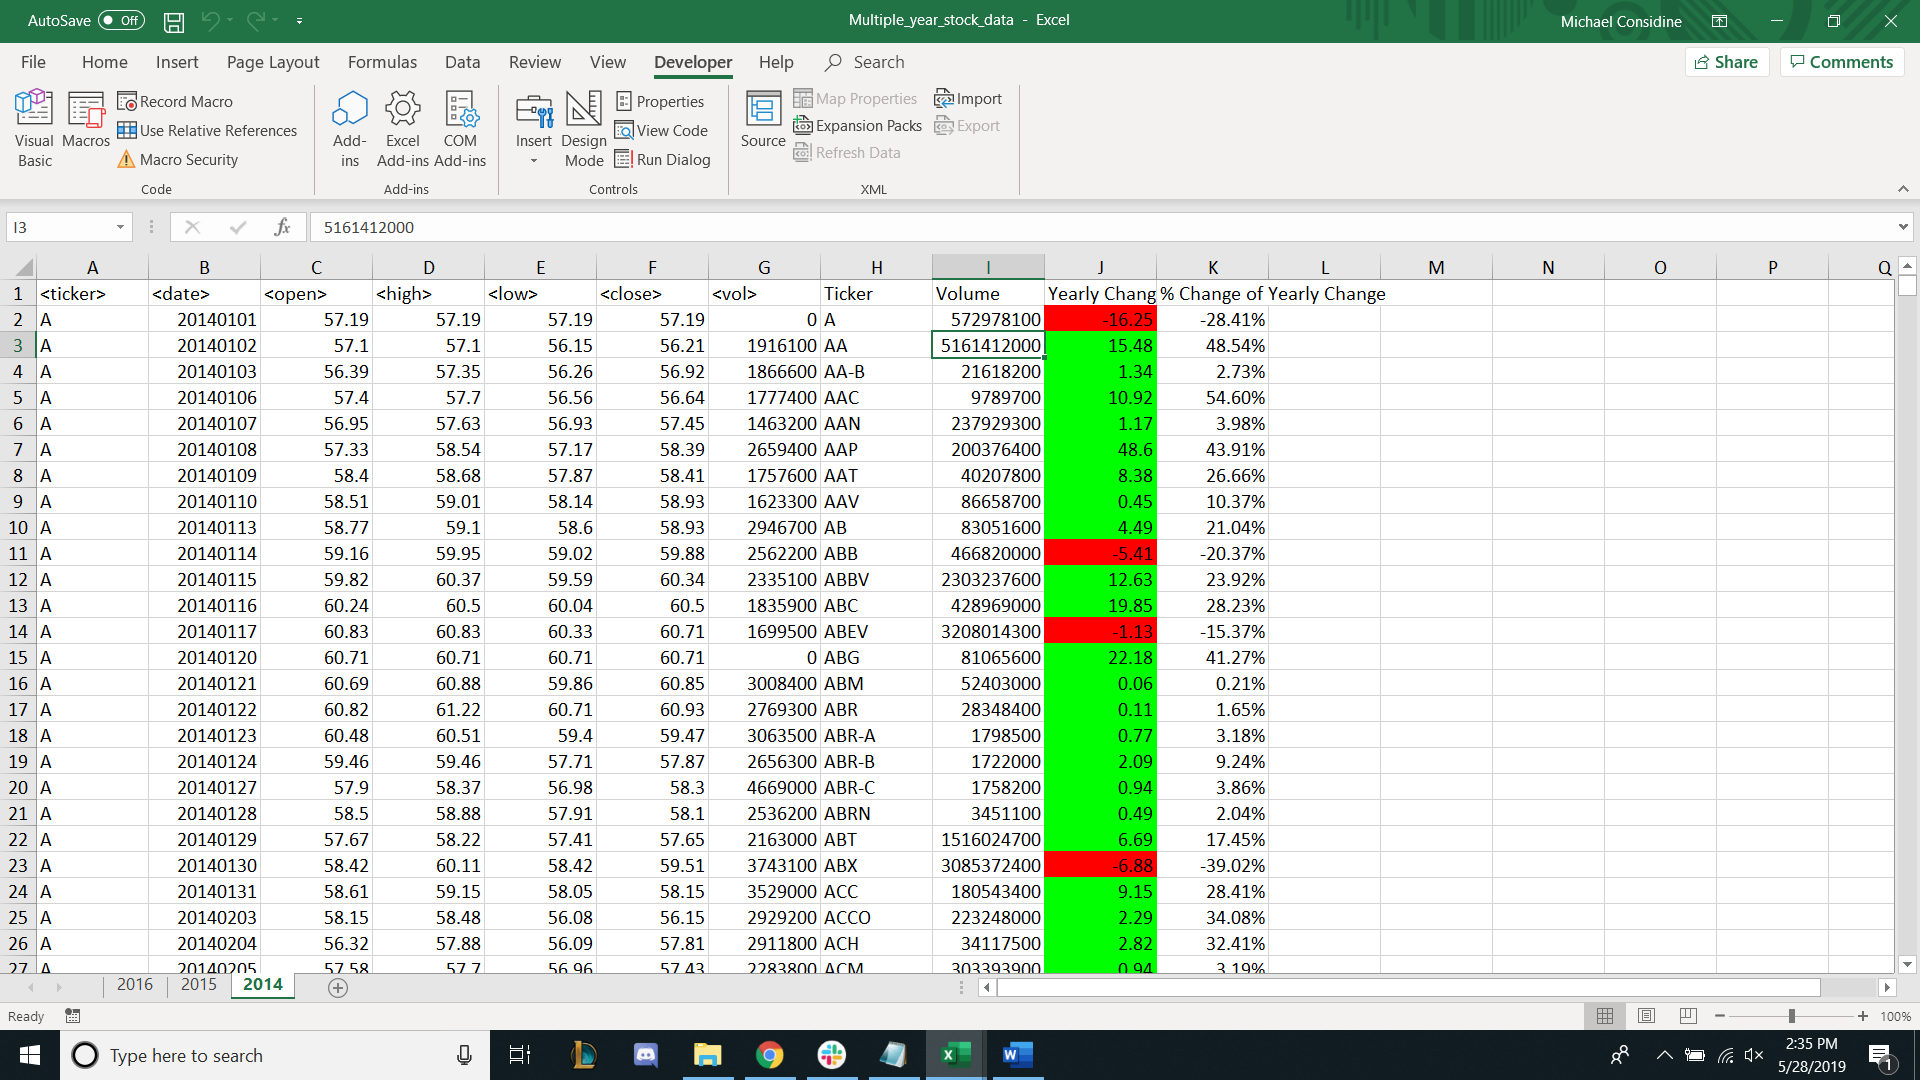 AutoSave Off Multiple_year_stock_data - Excel Michael Considine
File Home Insert Page Layout Formulas Data Review View Developer Help Search Share Comments
Visual Basic Macros Record Macro Use Relative References Macro Security Code
Add-ins Excel Add-ins COM Add-ins Add-ins
Insert Design Mode Properties View Code Run Dialog Controls
Source Map Properties Expansion Packs Refresh Data Import Export XML
I3 fx 5161412000
A B C D E F G H I J K L M N O P Q
1 <ticker> <date> <open> <high> <low> <close> <vol> Ticker Volume Yearly Chang % Change of Yearly Change
2 A 20140101 57.19 57.19 57.19 57.19 0 A 572978100 -16.25 -28.41%
3 A 20140102 57.1 57.1 56.15 56.21 1916100 AA 5161412000 15.48 48.54%
4 A 20140103 56.39 57.35 56.26 56.92 1866600 AA-B 21618200 1.34 2.73%
5 A 20140106 57.4 57.7 56.56 56.64 1777400 AAC 9789700 10.92 54.60%
6 A 20140107 56.95 57.63 56.93 57.45 1463200 AAN 237929300 1.17 3.98%
7 A 20140108 57.33 58.54 57.17 58.39 2659400 AAP 200376400 48.6 43.91%
8 A 20140109 58.4 58.68 57.87 58.41 1757600 AAT 40207800 8.38 26.66%
9 A 20140110 58.51 59.01 58.14 58.93 1623300 AAV 86658700 0.45 10.37%
10 A 20140113 58.77 59.1 58.6 58.93 2946700 AB 83051600 4.49 21.04%
11 A 20140114 59.16 59.95 59.02 59.88 2562200 ABB 466820000 -5.41 -20.37%
12 A 20140115 59.82 60.37 59.59 60.34 2335100 ABBV 2303237600 12.63 23.92%
13 A 20140116 60.24 60.5 60.04 60.5 1835900 ABC 428969000 19.85 28.23%
14 A 20140117 60.83 60.83 60.33 60.71 1699500 ABEV 3208014300 -1.13 -15.37%
15 A 20140120 60.71 60.71 60.71 60.71 0 ABG 81065600 22.18 41.27%
16 A 20140121 60.69 60.88 59.86 60.85 3008400 ABM 52403000 0.06 0.21%
17 A 20140122 60.82 61.22 60.71 60.93 2769300 ABR 28348400 0.11 1.65%
18 A 20140123 60.48 60.51 59.4 59.47 3063500 ABR-A 1798500 0.77 3.18%
19 A 20140124 59.46 59.46 57.71 57.87 2656300 ABR-B 1722000 2.09 9.24%
20 A 20140127 57.9 58.37 56.98 58.3 4669000 ABR-C 1758200 0.94 3.86%
21 A 20140128 58.5 58.88 57.91 58.1 2536200 ABRN 3451100 0.49 2.04%
22 A 20140129 57.67 58.22 57.41 57.65 2163000 ABT 1516024700 6.69 17.45%
23 A 20140130 58.42 60.11 58.42 59.51 3743100 ABX 3085372400 -6.88 -39.02%
24 A 20140131 58.61 59.15 58.05 58.15 3529000 ACC 180543400 9.15 28.41%
25 A 20140203 58.15 58.48 56.08 56.15 2929200 ACCO 223248000 2.29 34.08%
26 A 20140204 56.32 57.88 56.09 57.81 2911800 ACH 34117500 2.82 32.41%
27 A 20140205 57.58 57.7 56.96 57.43 2283800 ACM 303393900 0.94 3.19%
2016 2015 2014
Ready 100%
Type here to search 2:35 PM
5/28/2019 1